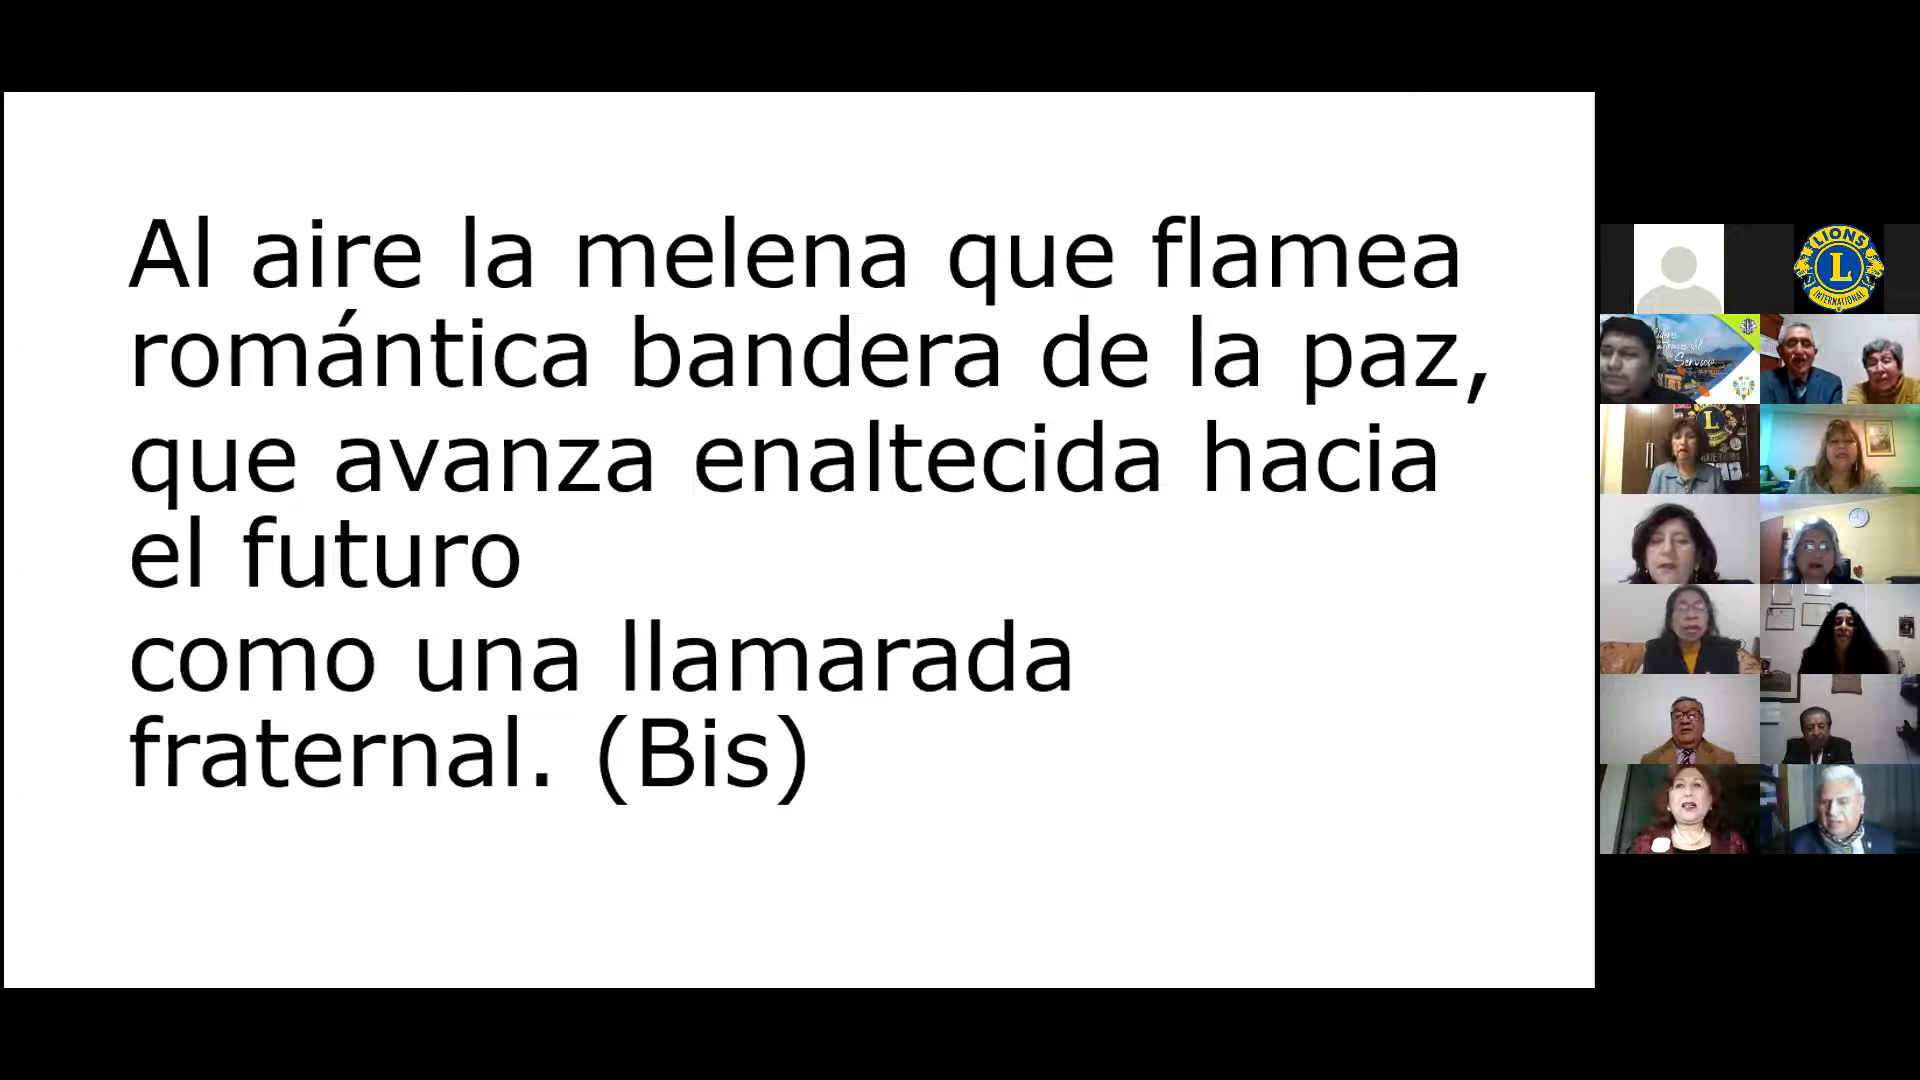 Al aire la melena que flamea
romántica bandera de la paz,
que avanza enaltecida hacia
el futuro
como una llamarada
fraternal. (Bis)
LIONS
L
INTERNATIONAL
Servicio
L